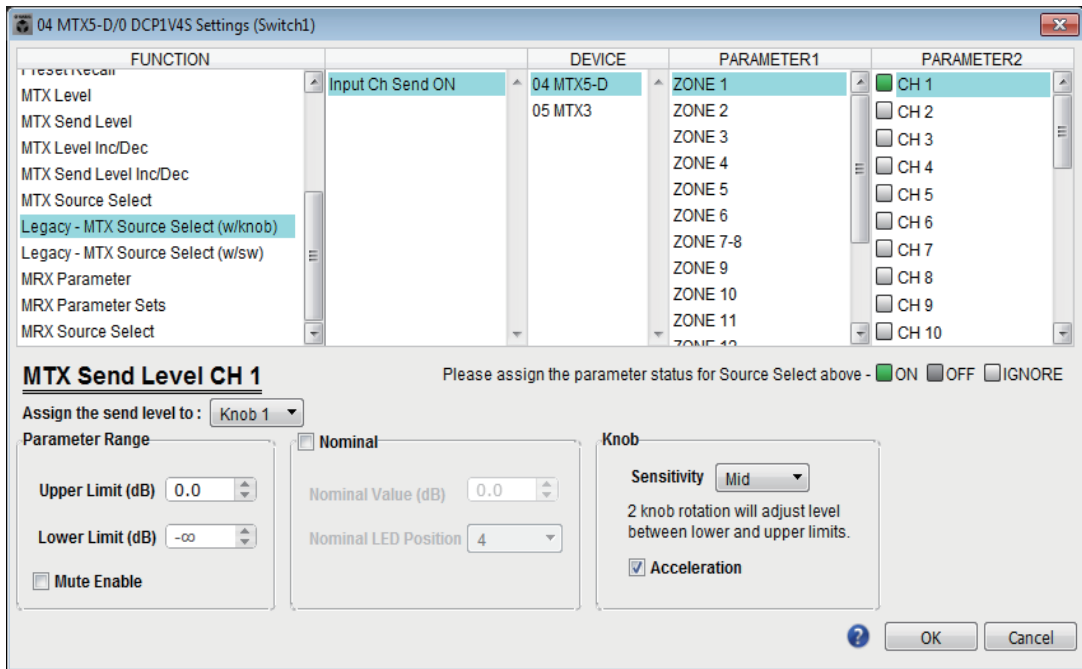 04 MTX5-D/0 DCP1V4S Settings (Switch1)
FUNCTION DEVICE PARAMETER1 PARAMETER2
Preset Recall
MTX Level
MTX Send Level
MTX Level Inc/Dec
MTX Send Level Inc/Dec
MTX Source Select
Legacy - MTX Source Select (w/knob)
Legacy - MTX Source Select (w/sw)
MRX Parameter
MRX Parameter Sets
MRX Source Select
Input Ch Send ON
04 MTX5-D
05 MTX3
ZONE 1
ZONE 2
ZONE 3
ZONE 4
ZONE 5
ZONE 6
ZONE 7-8
ZONE 9
ZONE 10
ZONE 11
ZONE 12
CH 1
CH 2
CH 3
CH 4
CH 5
CH 6
CH 7
CH 8
CH 9
CH 10
MTX Send Level CH 1
Please assign the parameter status for Source Select above - ON OFF IGNORE
Assign the send level to : Knob 1
Parameter Range
Upper Limit (dB) 0.0
Lower Limit (dB) -∞
Mute Enable
Nominal
Nominal Value (dB) 0.0
Nominal LED Position 4
Knob
Sensitivity Mid
2 knob rotation will adjust level
between lower and upper limits.
Acceleration
? OK Cancel